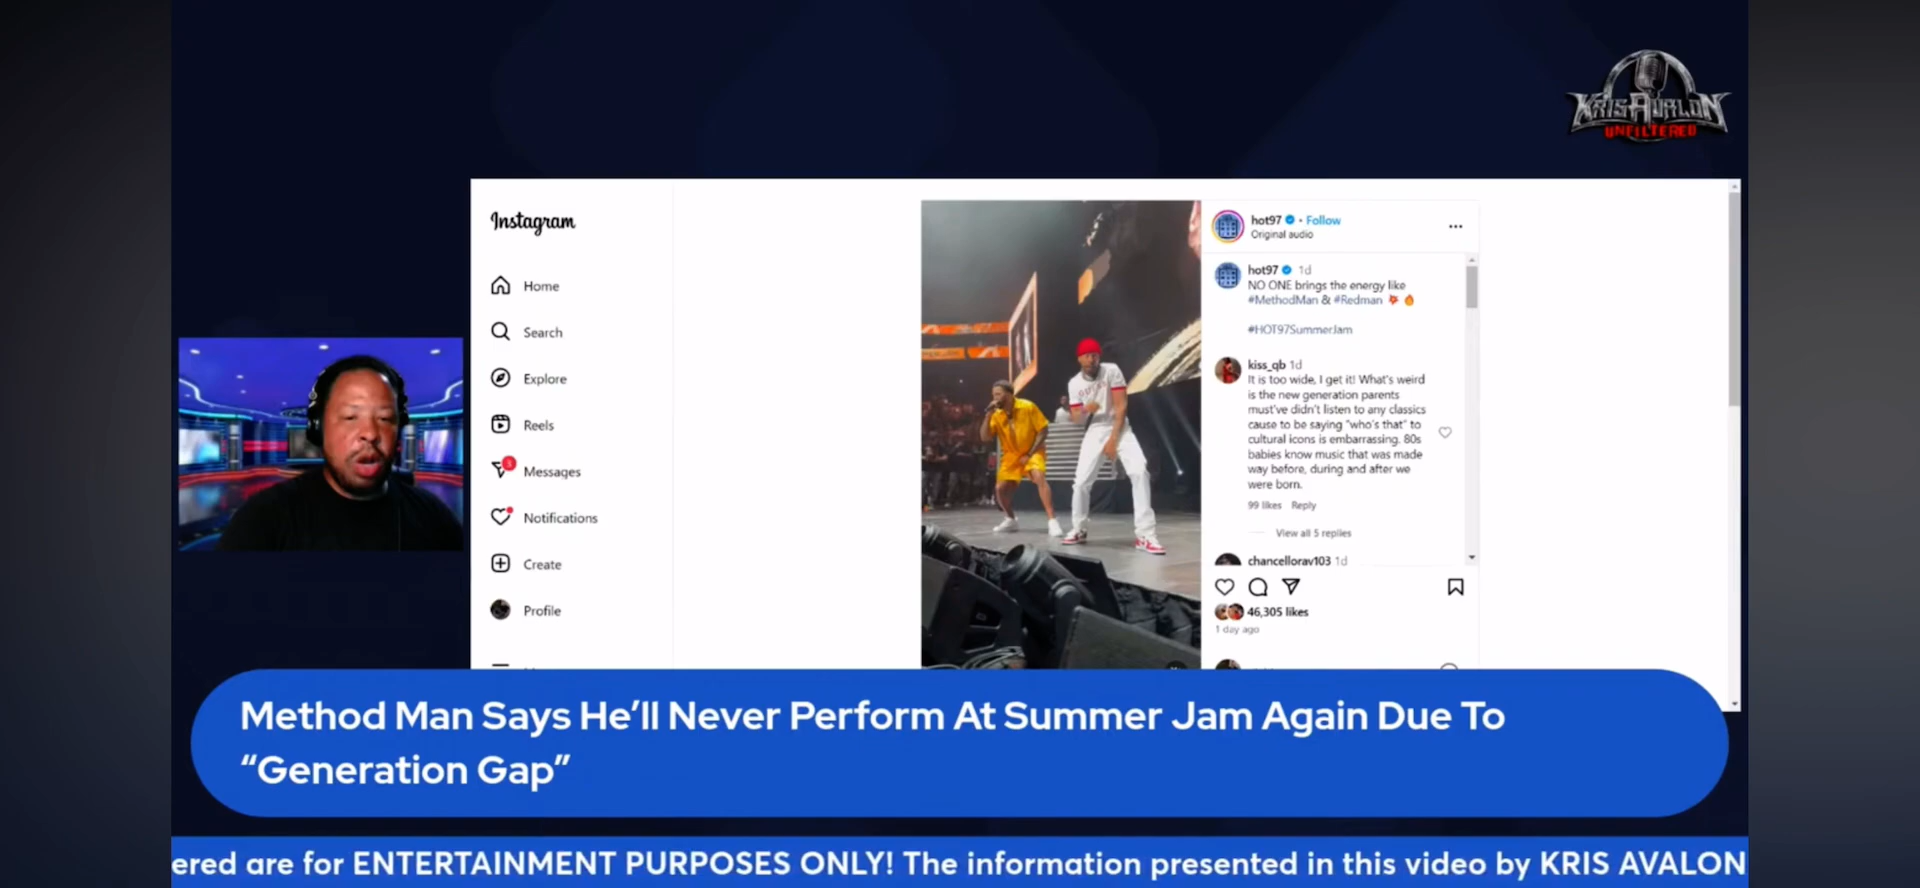 KRIS AVALON
UNFILTERED
Instagram
Home
Search
Explore
Reels
3
Messages
Notifications
Create
Profile
hot97 • Follow
Original audio
hot97 1d
NO ONE brings the energy like
#MethodMan & #Redman
#HOT97SummerJam
kiss_qb 1d
It is too wide, I get it! What's weird
is the new generation parents
must've didn't listen to any classics
cause to be saying "who's that" to
cultural icons is embarrassing. 80s
babies know music that was made
way before, during and after we
were born.
99 likes Reply
View all 5 replies
chancellorav103 1d
46,305 likes
1 day ago
Method Man Says He'll Never Perform At Summer Jam Again Due To
“Generation Gap”
ered are for ENTERTAINMENT PURPOSES ONLY! The information presented in this video by KRIS AVALON